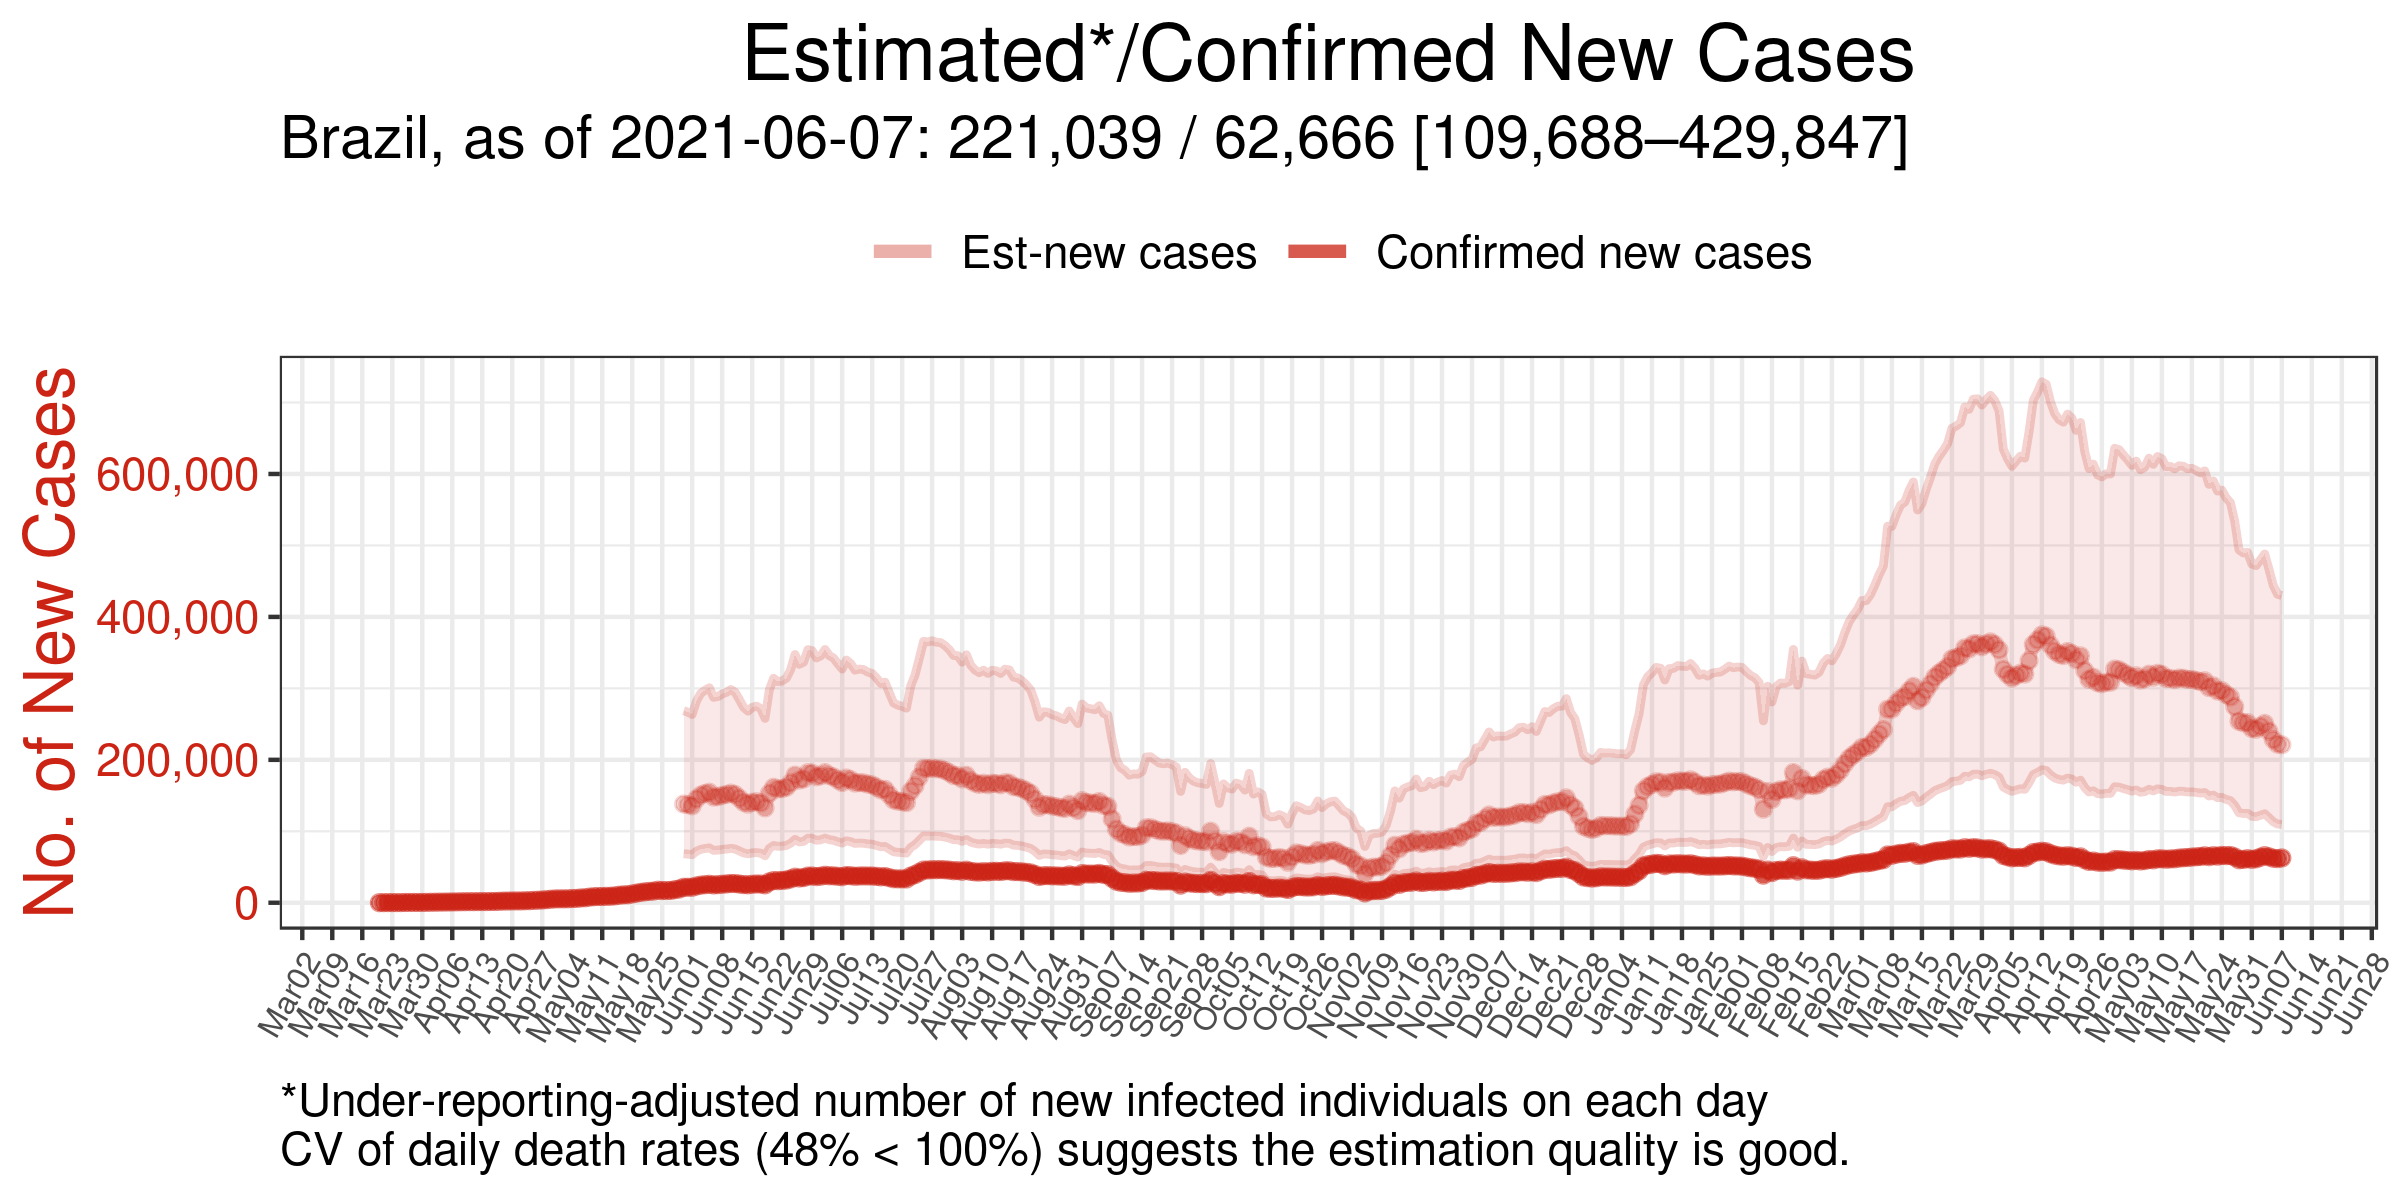 Estimated*/Confirmed New Cases
Brazil, as of 2021-06-07: 221,039 / 62,666 [109,688–429,847]
Est-new cases
Confirmed new cases
No. of New Cases
600,000
400,000
200,000
0
Mar02
Mar09
Mar16
Mar23
Mar30
Apr06
Apr13
Apr20
Apr27
May04
May11
May18
May25
Jun01
Jun08
Jun15
Jun22
Jun29
Jul06
Jul13
Jul20
Jul27
Aug03
Aug10
Aug17
Aug24
Aug31
Sep07
Sep14
Sep21
Sep28
Oct05
Oct12
Oct19
Oct26
Nov02
Nov09
Nov16
Nov23
Nov30
Dec07
Dec14
Dec21
Dec28
Jan04
Jan11
Jan18
Jan25
Feb01
Feb08
Feb15
Feb22
Mar01
Mar08
Mar15
Mar22
Mar29
Apr05
Apr12
Apr19
Apr26
May03
May10
May17
May24
May31
Jun07
Jun14
Jun21
Jun28
*Under-reporting-adjusted number of new infected individuals on each day
CV of daily death rates (48% < 100%) suggests the estimation quality is good.